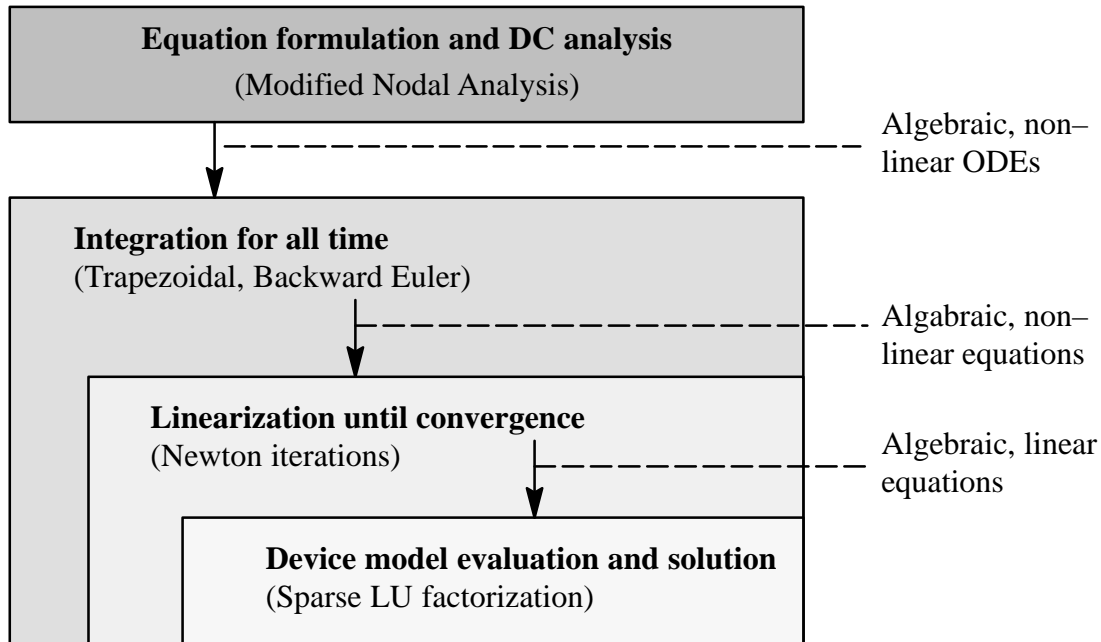 Equation formulation and DC analysis
(Modified Nodal Analysis)
Algebraic, non–
linear ODEs
Integration for all time
(Trapezoidal, Backward Euler)
Algabraic, non–
linear equations
Linearization until convergence
(Newton iterations)
Algebraic, linear
equations
Device model evaluation and solution
(Sparse LU factorization)